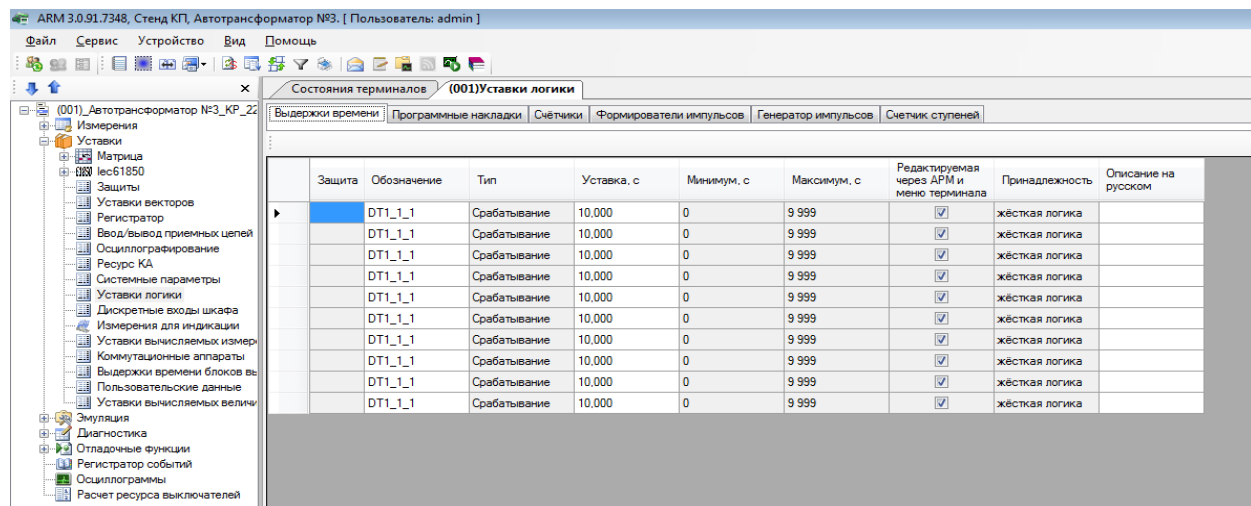 ARM 3.0.91.7348, Стенд КП, Автотрансформатор №3. [ Пользователь: admin ]
Файл Сервис Устройство Вид Помощь
Состояния терминалов (001)Уставки логики
(001)_Автотрансформатор №3_KP_22
Измерения
Уставки
Матрица
Iec61850
Защиты
Уставки векторов
Регистратор
Ввод/вывод приемных цепей
Осциллографирование
Ресурс КА
Системные параметры
Уставки логики
Дискретные входы шкафа
Измерения для индикации
Уставки вычисляемых измер
Коммутационные аппараты
Выдержки времени блоков вы
Пользовательские данные
Уставки вычисляемых величи
Эмуляция
Диагностика
Отладочные функции
Регистратор событий
Осциллограммы
Расчет ресурса выключателей
Выдержки времени Программные накладки Счётчики Формирователи импульсов Генератор импульсов Счетчик ступеней
Защита Обозначение Тип Уставка, с Минимум, с Максимум, с Редактируемая через АРМ и меню терминала Принадлежность Описание на русском
DT1_1_1 Срабатывание 10,000 0 9 999 жёсткая логика
DT1_1_1 Срабатывание 10,000 0 9 999 жёсткая логика
DT1_1_1 Срабатывание 10,000 0 9 999 жёсткая логика
DT1_1_1 Срабатывание 10,000 0 9 999 жёсткая логика
DT1_1_1 Срабатывание 10,000 0 9 999 жёсткая логика
DT1_1_1 Срабатывание 10,000 0 9 999 жёсткая логика
DT1_1_1 Срабатывание 10,000 0 9 999 жёсткая логика
DT1_1_1 Срабатывание 10,000 0 9 999 жёсткая логика
DT1_1_1 Срабатывание 10,000 0 9 999 жёсткая логика
DT1_1_1 Срабатывание 10,000 0 9 999 жёсткая логика